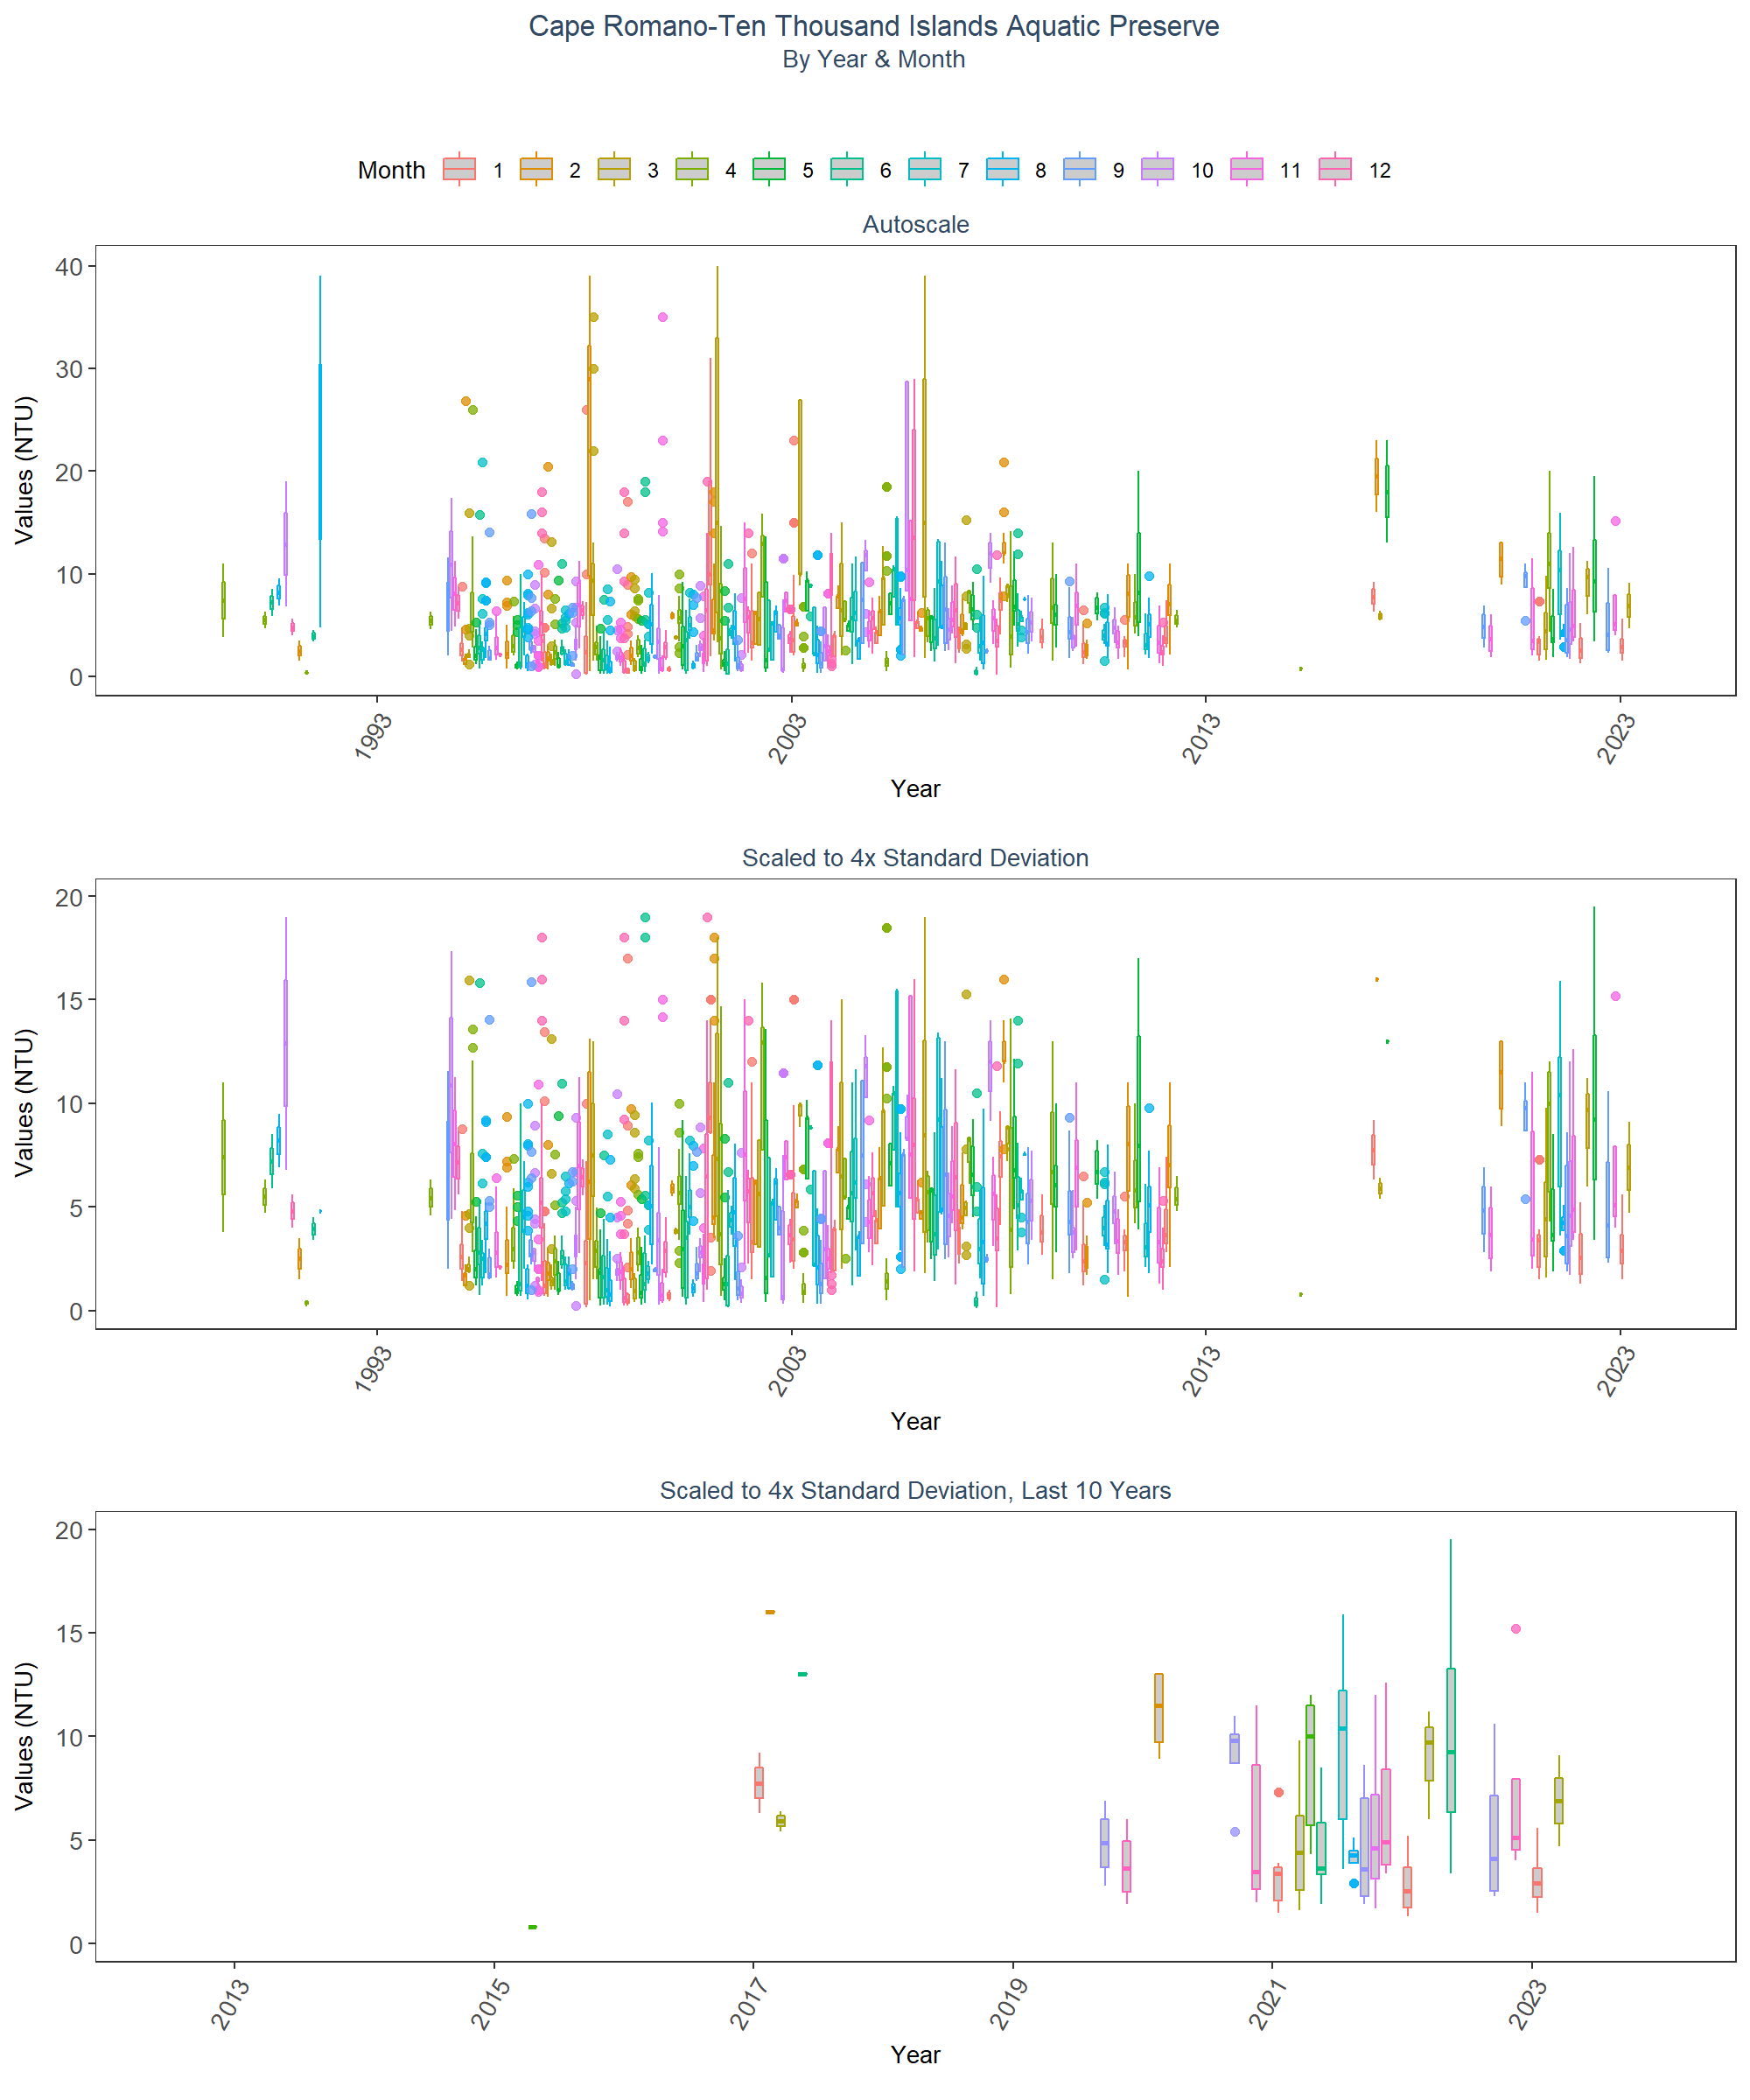 Cape Romano-Ten Thousand Islands Aquatic Preserve
By Year & Month
Month 1 2 3 4 5 6 7 8 9 10 11 12
Autoscale
Values (NTU)
40
30
20
10
0
1993 2003 2013 2023
Year
Scaled to 4x Standard Deviation
Values (NTU)
20
15
10
5
0
1993 2003 2013 2023
Year
Scaled to 4x Standard Deviation, Last 10 Years
Values (NTU)
20
15
10
5
0
2013 2015 2017 2019 2021 2023
Year